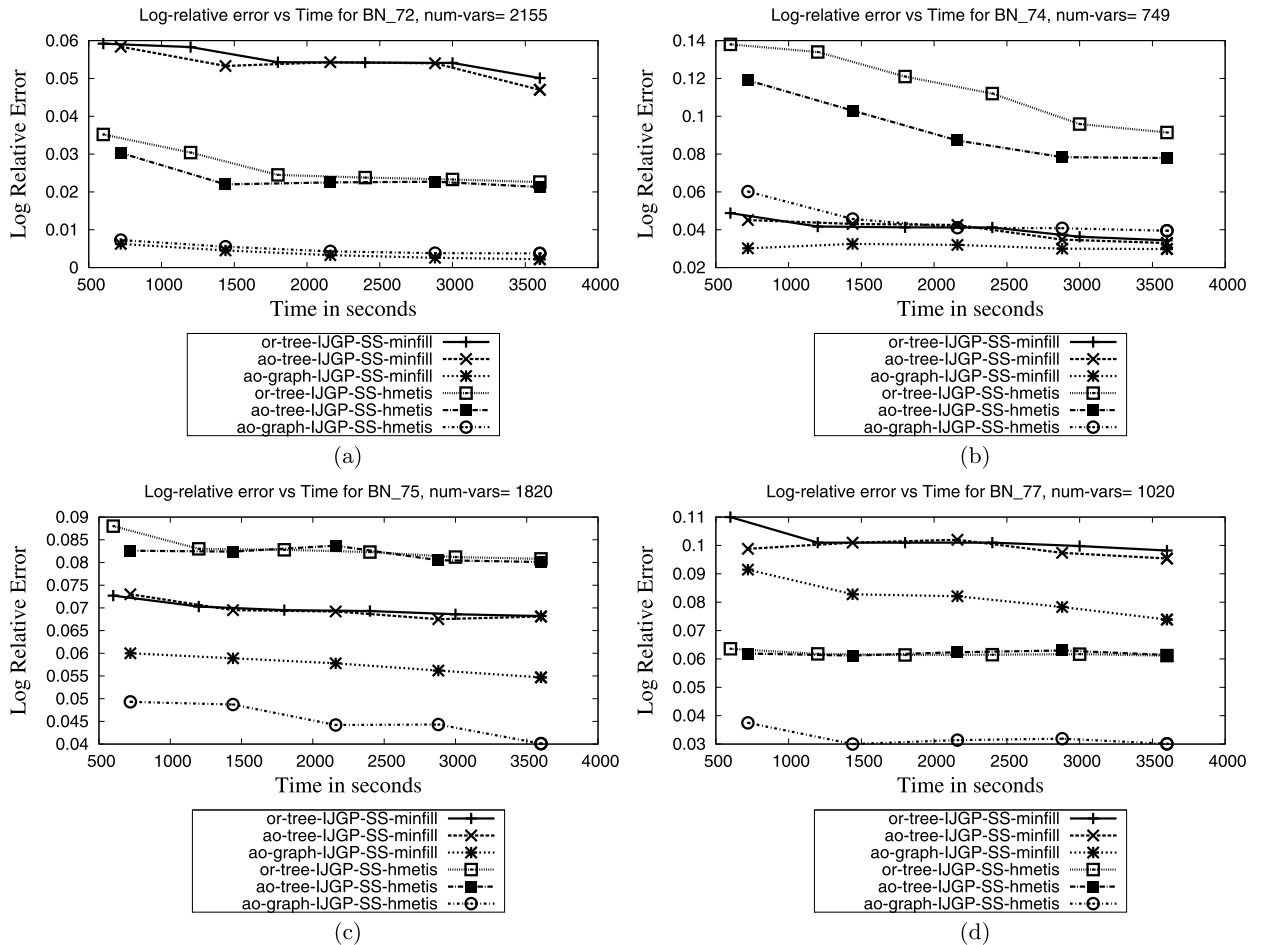 Log-relative error vs Time for BN_72, num-vars= 2155
Log Relative Error
0.06
0.05
0.04
0.03
0.02
0.01
0
500 1000 1500 2000 2500 3000 3500 4000
Time in seconds
or-tree-IJGP-SS-minfill
ao-tree-IJGP-SS-minfill
ao-graph-IJGP-SS-minfill
or-tree-IJGP-SS-hmetis
ao-tree-IJGP-SS-hmetis
ao-graph-IJGP-SS-hmetis
(a)
Log-relative error vs Time for BN_74, num-vars= 749
Log Relative Error
0.14
0.12
0.1
0.08
0.06
0.04
0.02
500 1000 1500 2000 2500 3000 3500 4000
Time in seconds
or-tree-IJGP-SS-minfill
ao-tree-IJGP-SS-minfill
ao-graph-IJGP-SS-minfill
or-tree-IJGP-SS-hmetis
ao-tree-IJGP-SS-hmetis
ao-graph-IJGP-SS-hmetis
(b)
Log-relative error vs Time for BN_75, num-vars= 1820
Log Relative Error
0.09
0.085
0.08
0.075
0.07
0.065
0.06
0.055
0.05
0.045
0.04
500 1000 1500 2000 2500 3000 3500 4000
Time in seconds
or-tree-IJGP-SS-minfill
ao-tree-IJGP-SS-minfill
ao-graph-IJGP-SS-minfill
or-tree-IJGP-SS-hmetis
ao-tree-IJGP-SS-hmetis
ao-graph-IJGP-SS-hmetis
(c)
Log-relative error vs Time for BN_77, num-vars= 1020
Log Relative Error
0.11
0.1
0.09
0.08
0.07
0.06
0.05
0.04
0.03
500 1000 1500 2000 2500 3000 3500 4000
Time in seconds
or-tree-IJGP-SS-minfill
ao-tree-IJGP-SS-minfill
ao-graph-IJGP-SS-minfill
or-tree-IJGP-SS-hmetis
ao-tree-IJGP-SS-hmetis
ao-graph-IJGP-SS-hmetis
(d)